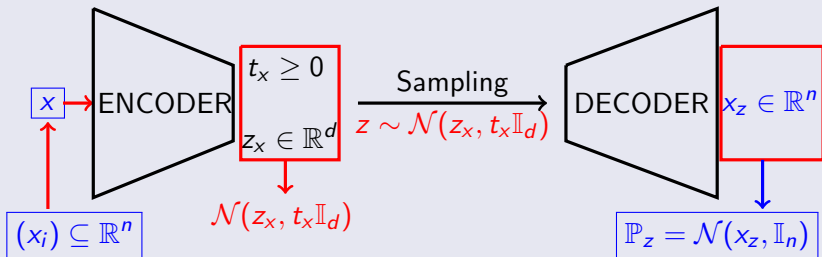 x
ENCODER
t_x ≥ 0
z_x ∈ ℝ^d
Sampling
z ∼ 𝒩(z_x, t_x𝕀_d)
DECODER
x_z ∈ ℝ^n
𝒩(z_x, t_x𝕀_d)
(x_i) ⊆ ℝ^n
ℙ_z = 𝒩(x_z, 𝕀_n)